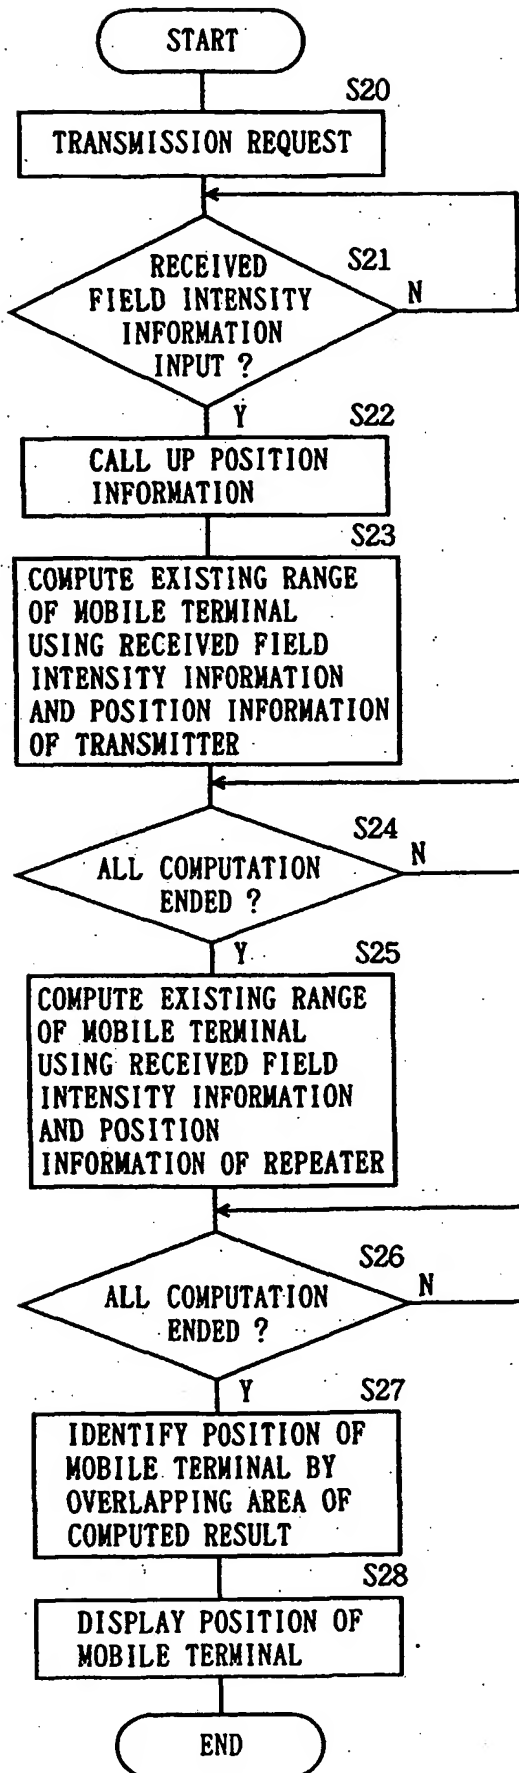 START
S20
TRANSMISSION REQUEST
S21
RECEIVED
FIELD INTENSITY
INFORMATION
INPUT ?
N
Y
S22
CALL UP POSITION
INFORMATION
S23
COMPUTE EXISTING RANGE
OF MOBILE TERMINAL
USING RECEIVED FIELD
INTENSITY INFORMATION
AND POSITION INFORMATION
OF TRANSMITTER
S24
ALL COMPUTATION
ENDED ?
N
Y
S25
COMPUTE EXISTING RANGE
OF MOBILE TERMINAL
USING RECEIVED FIELD
INTENSITY INFORMATION
AND POSITION
INFORMATION OF REPEATER
S26
ALL COMPUTATION
ENDED ?
N
Y
S27
IDENTIFY POSITION OF
MOBILE TERMINAL BY
OVERLAPPING AREA OF
COMPUTED RESULT
S28
DISPLAY POSITION OF
MOBILE TERMINAL
END